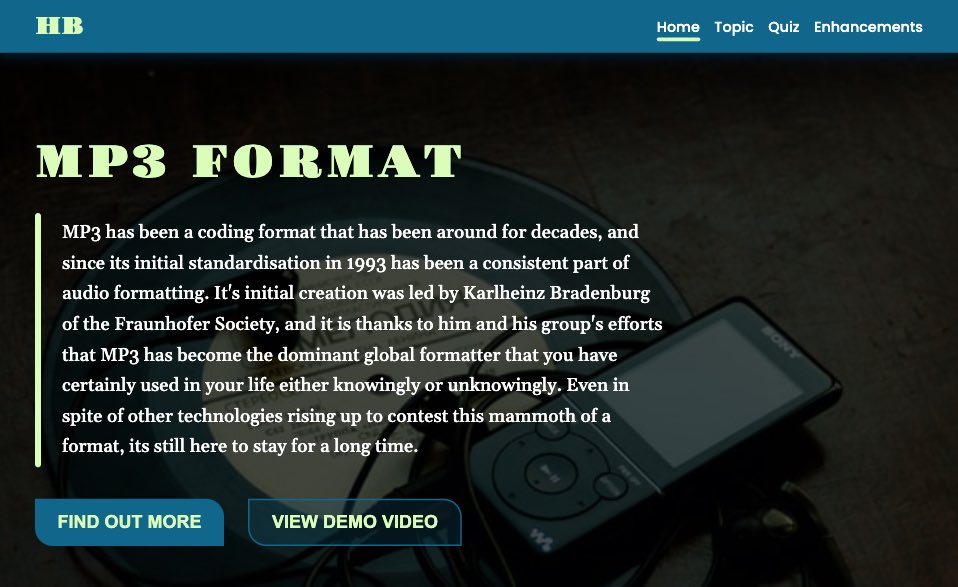 HB
Home Topic Quiz Enhancements
MP3 FORMAT
MP3 has been a coding format that has been around for decades, and
since its initial standardisation in 1993 has been a consistent part of
audio formatting. It's initial creation was led by Karlheinz Bradenburg
of the Fraunhofer Society, and it is thanks to him and his group's efforts
that MP3 has become the dominant global formatter that you have
certainly used in your life either knowingly or unknowingly. Even in
spite of other technologies rising up to contest this mammoth of a
format, its still here to stay for a long time.
FIND OUT MORE
VIEW DEMO VIDEO
SONY